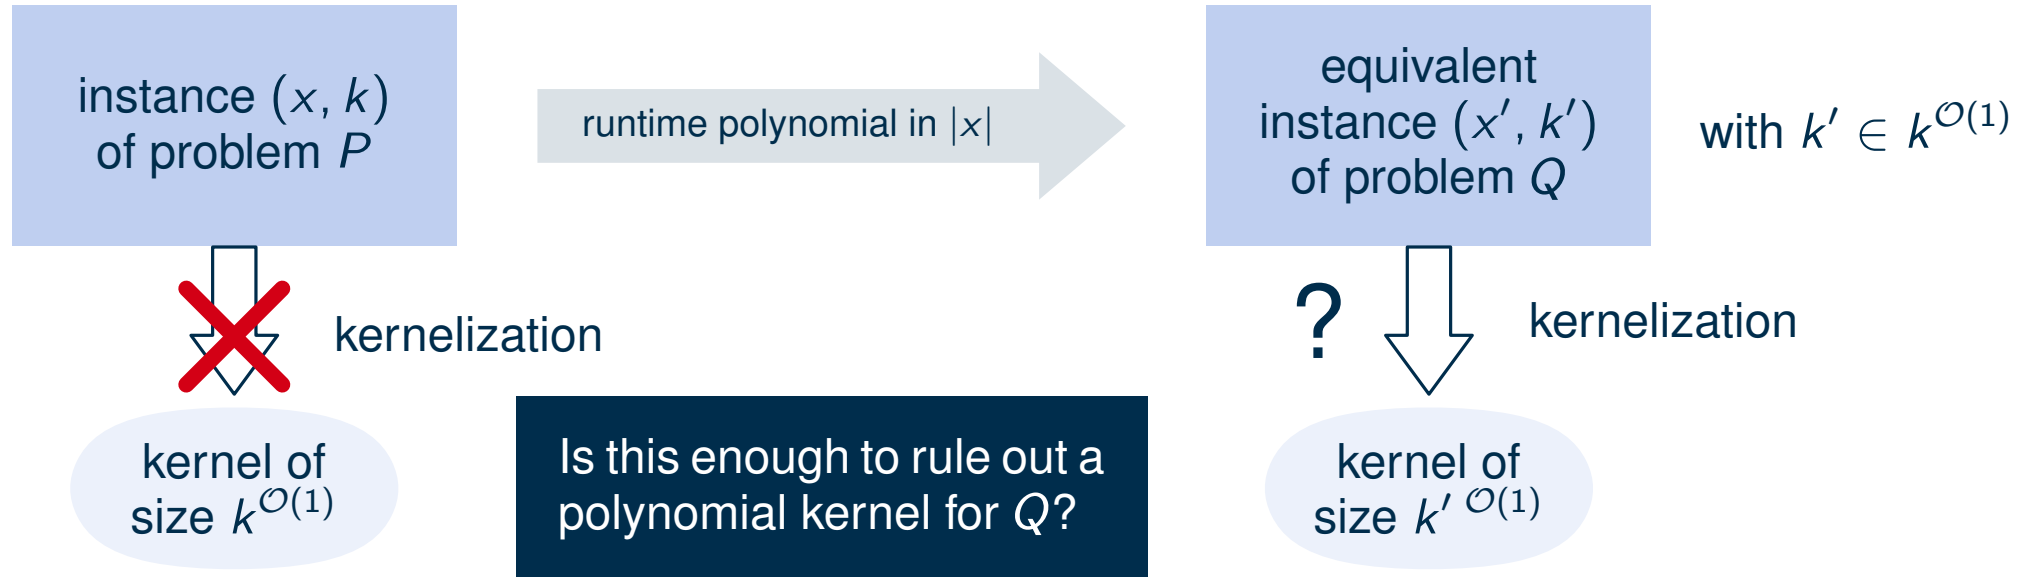 instance (x, k)
of problem P
runtime polynomial in |x|
equivalent
instance (x′, k′)
of problem Q
with k′ ∈ k^𝒪(1)
kernelization
?
kernelization
kernel of
size k^𝒪(1)
Is this enough to rule out a
polynomial kernel for Q?
kernel of
size k′ ^𝒪(1)